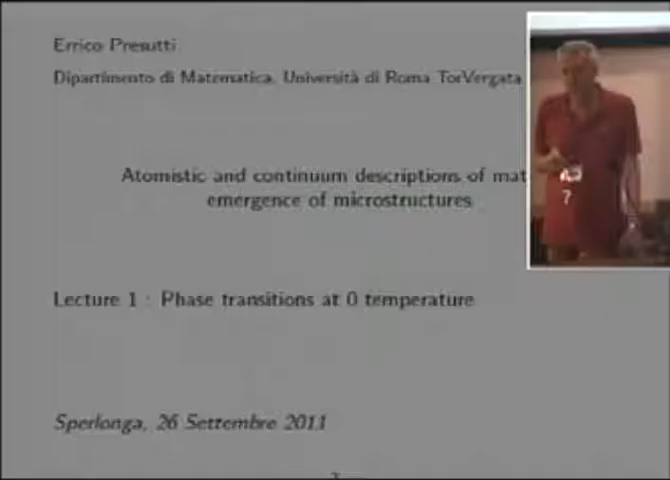 Errico Presutti
Dipartimento di Matematica, Università di Roma TorVergata
Atomistic and continuum descriptions of mat
emergence of microstructures
Lecture 1 : Phase transitions at 0 temperature
Sperlonga, 26 Settembre 2011
?